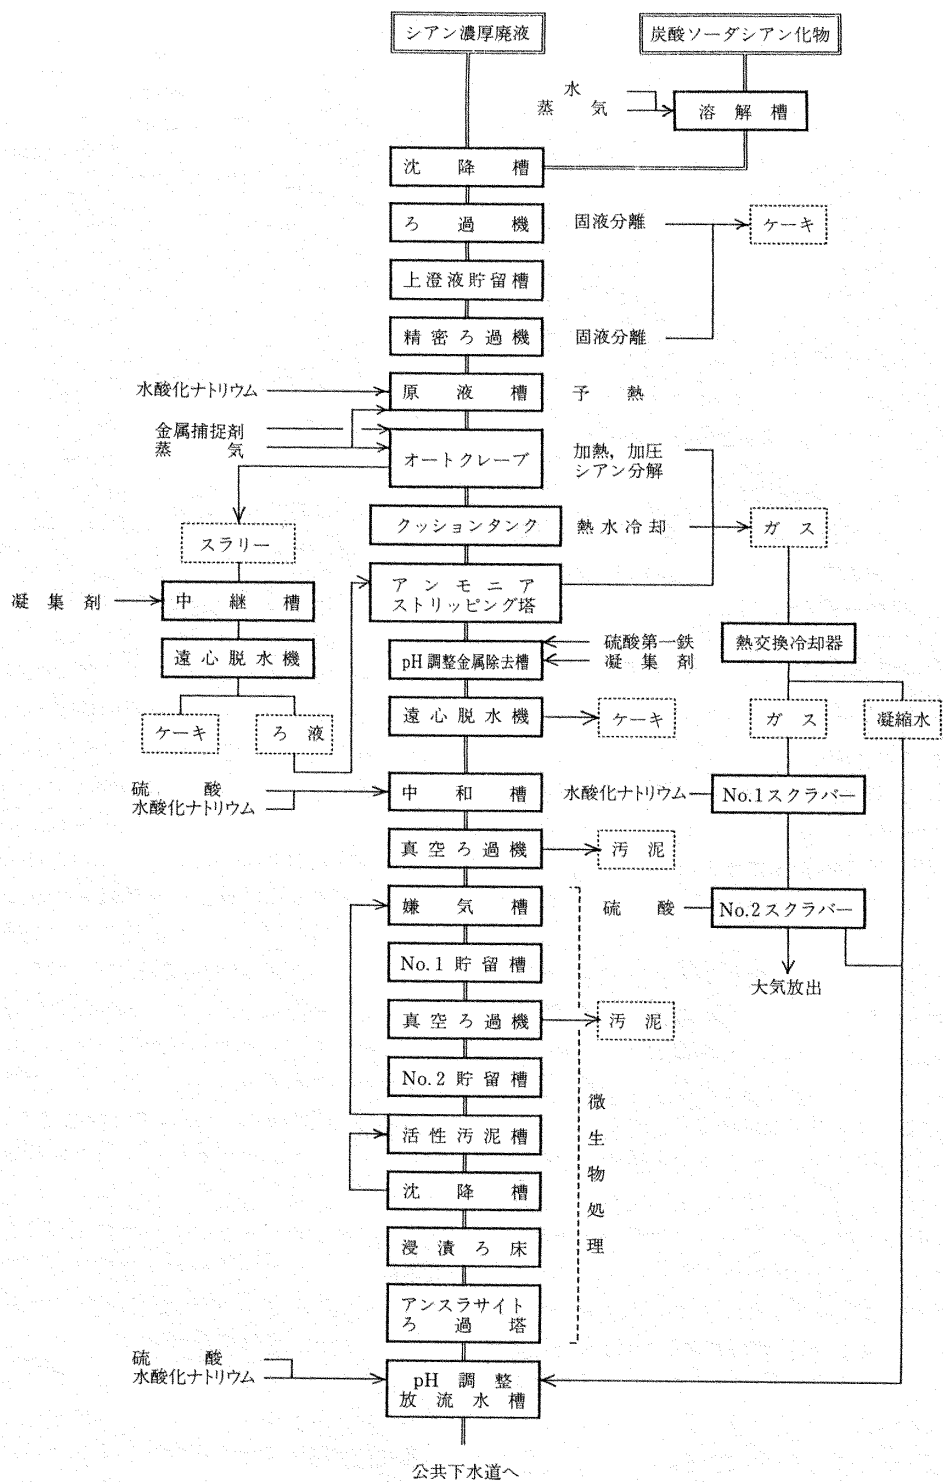 シアン濃厚廃液
炭酸ソーダシアン化物
水
蒸気
溶解槽
沈降槽
ろ過機
固液分離
ケーキ
上澄液貯留槽
精密ろ過機
固液分離
水酸化ナトリウム
原液槽
予熱
金属捕捉剤
蒸気
オートクレーブ
加熱,加圧
シアン分解
クッションタンク
熱水冷却
ガス
スラリー
アンモニア
ストリッピング塔
凝集剤
中継槽
熱交換冷却器
遠心脱水機
pH調整金属除去槽
硫酸第一鉄
凝集剤
ケーキ
ろ液
遠心脱水機
ケーキ
ガス
凝縮水
硫酸
水酸化ナトリウム
中和槽
水酸化ナトリウム
No.1スクラバー
真空ろ過機
汚泥
嫌気槽
硫酸
No.2スクラバー
No.1貯留槽
大気放出
真空ろ過機
汚泥
No.2貯留槽
微生物処理
活性汚泥槽
沈降槽
浸漬ろ床
アンスラサイト
ろ過塔
硫酸
水酸化ナトリウム
pH調整
放流水槽
公共下水道へ